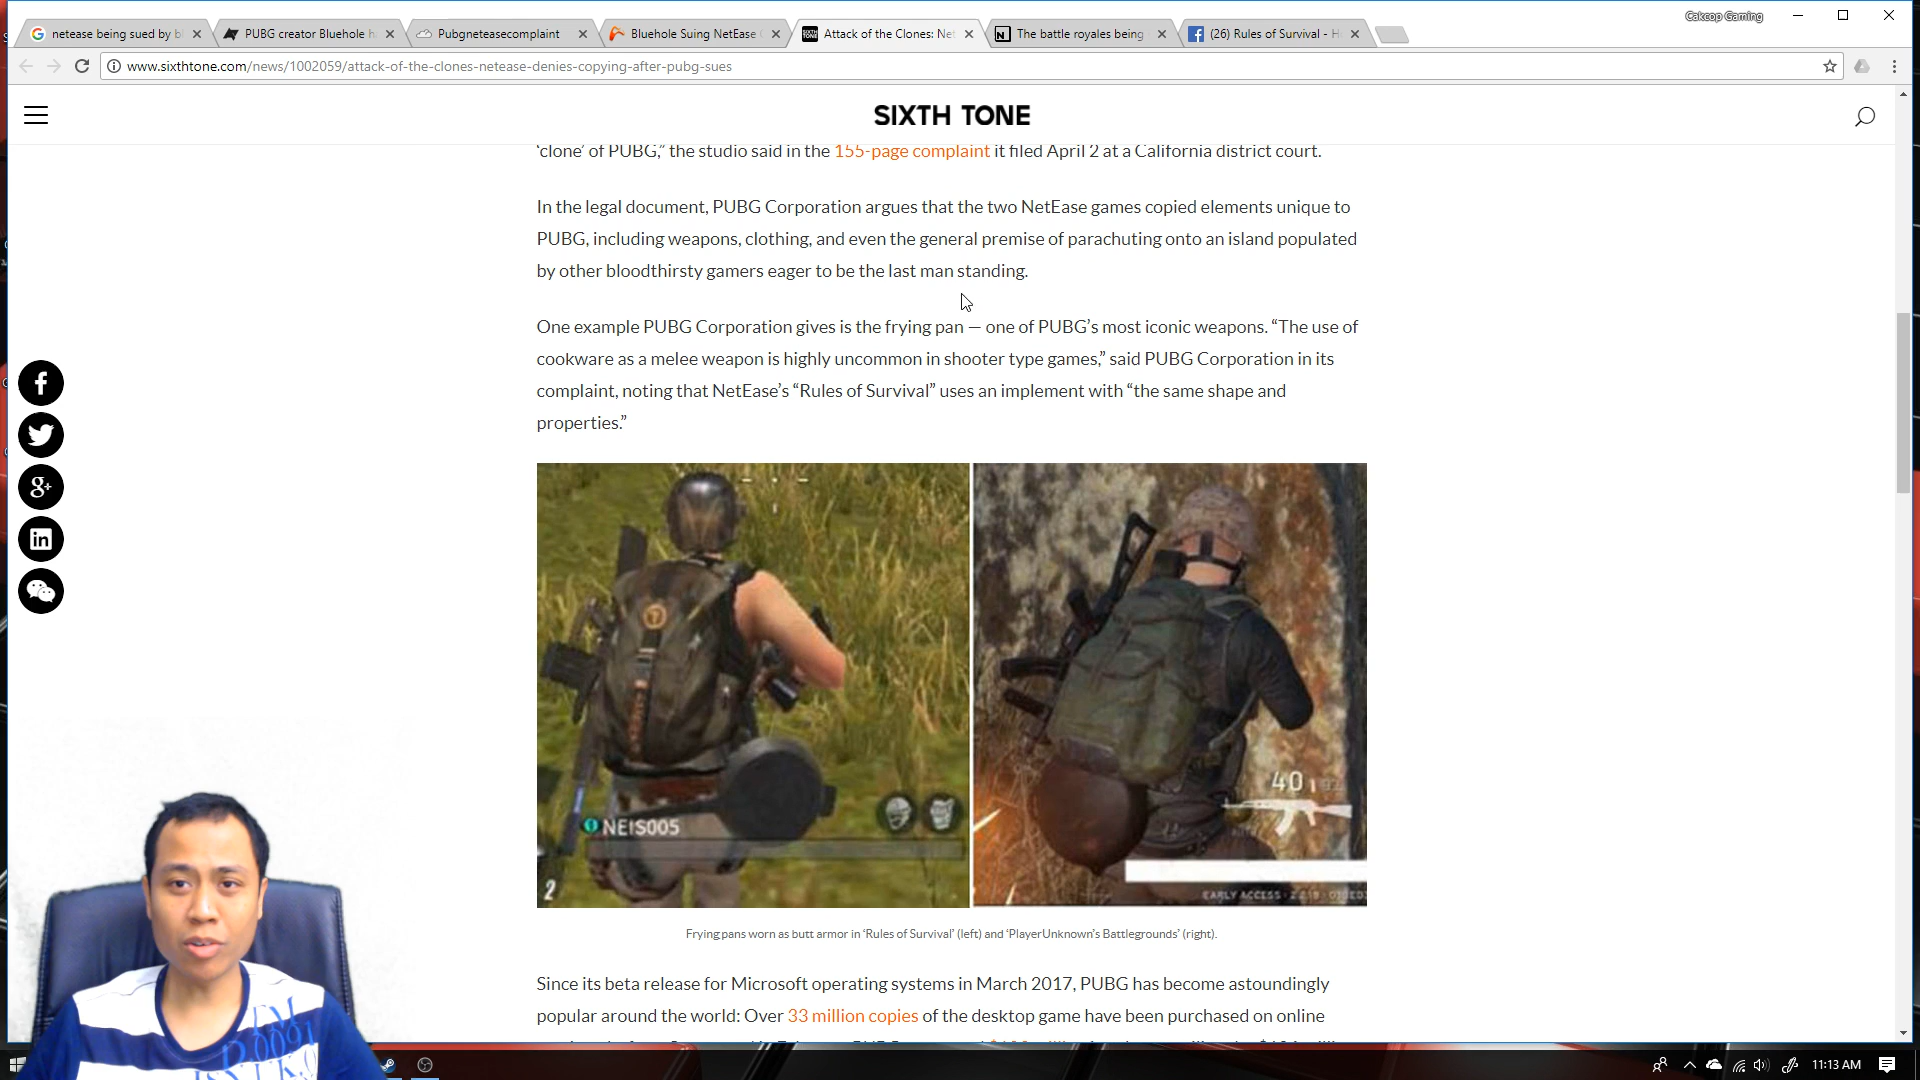 Cakcop Gaming
netease being sued by b
PUBG creator Bluehole h
Pubgneteasecomplaint
Bluehole Suing NetEase
Attack of the Clones: Net
The battle royales being
(26) Rules of Survival - H
www.sixthtone.com/news/1002059/attack-of-the-clones-netease-denies-copying-after-pubg-sues
SIXTH TONE
‘clone’ of PUBG,” the studio said in the 155-page complaint it filed April 2 at a California district court.
In the legal document, PUBG Corporation argues that the two NetEase games copied elements unique to
PUBG, including weapons, clothing, and even the general premise of parachuting onto an island populated
by other bloodthirsty gamers eager to be the last man standing.
One example PUBG Corporation gives is the frying pan — one of PUBG’s most iconic weapons. “The use of
cookware as a melee weapon is highly uncommon in shooter type games,” said PUBG Corporation in its
complaint, noting that NetEase’s “Rules of Survival” uses an implement with “the same shape and
properties.”
NEIS005
2
40
EARLY ACCESS
Frying pans worn as butt armor in ‘Rules of Survival’ (left) and ‘PlayerUnknown’s Battlegrounds’ (right).
Since its beta release for Microsoft operating systems in March 2017, PUBG has become astoundingly
popular around the world: Over 33 million copies of the desktop game have been purchased on online
11:13 AM